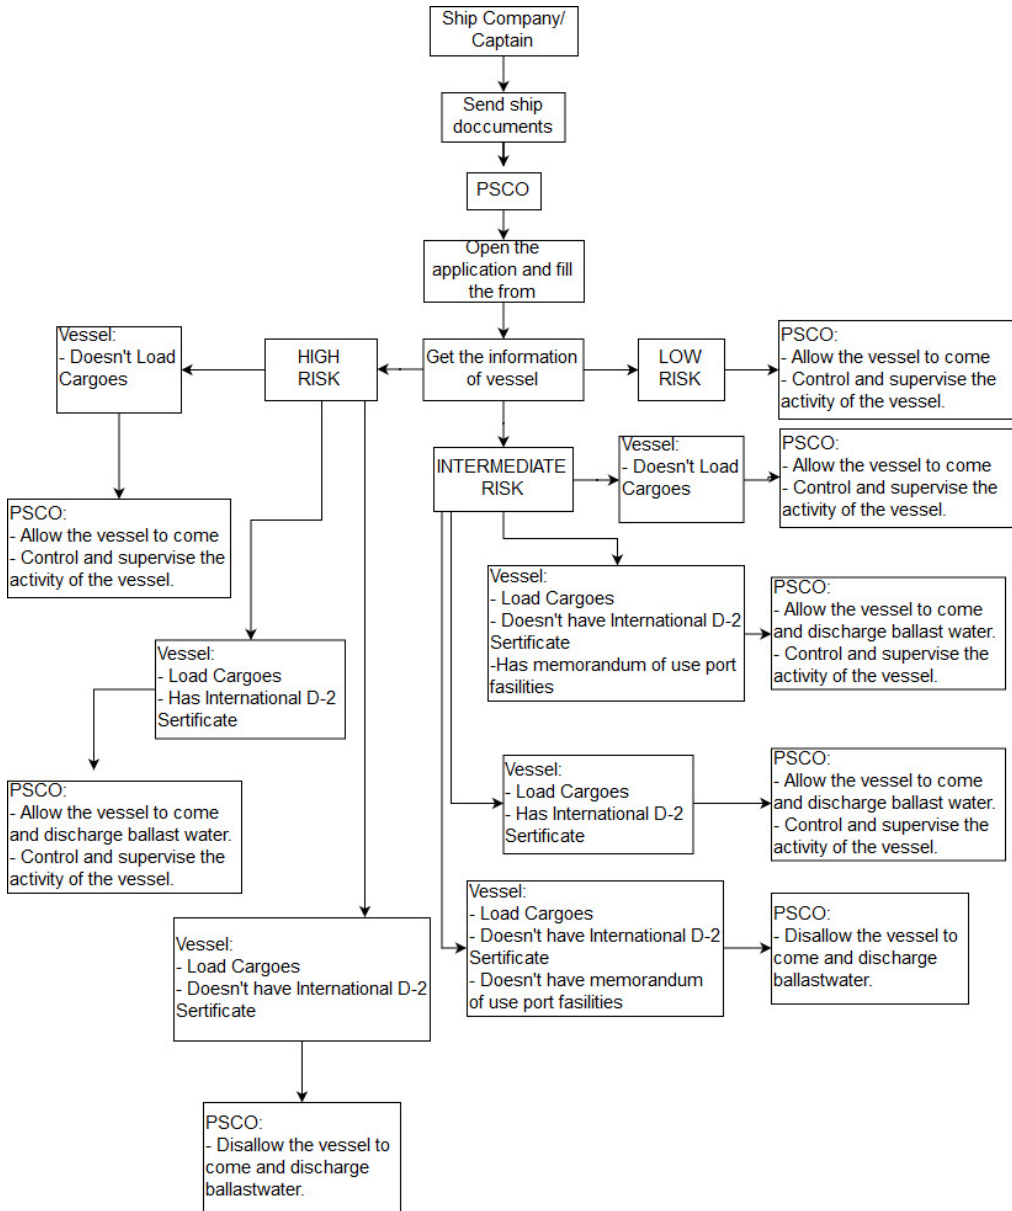 Ship Company/
Captain
Send ship
doccuments
PSCO
Open the
application and fill
the from
Get the information
of vessel
HIGH
RISK
LOW
RISK
Vessel:
- Doesn't Load
Cargoes
PSCO:
- Allow the vessel to come
- Control and supervise the
activity of the vessel.
INTERMEDIATE
RISK
Vessel:
- Doesn't Load
Cargoes
PSCO:
- Allow the vessel to come
- Control and supervise the
activity of the vessel.
PSCO:
- Allow the vessel to come
- Control and supervise the
activity of the vessel.
Vessel:
- Load Cargoes
- Doesn't have International D-2
Sertificate
-Has memorandum of use port
fasilities
PSCO:
- Allow the vessel to come
and discharge ballast water.
- Control and supervise the
activity of the vessel.
Vessel:
- Load Cargoes
- Has International D-2
Sertificate
PSCO:
- Allow the vessel to come
and discharge ballast water.
- Control and supervise the
activity of the vessel.
Vessel:
- Load Cargoes
- Has International D-2
Sertificate
PSCO:
- Allow the vessel to come
and discharge ballast water.
- Control and supervise the
activity of the vessel.
Vessel:
- Load Cargoes
- Doesn't have International D-2
Sertificate
- Doesn't have memorandum
of use port facilities
PSCO:
- Disallow the vessel to
come and discharge
ballastwater.
Vessel:
- Load Cargoes
- Doesn't have International D-2
Sertificate
PSCO:
- Disallow the vessel to
come and discharge
ballastwater.